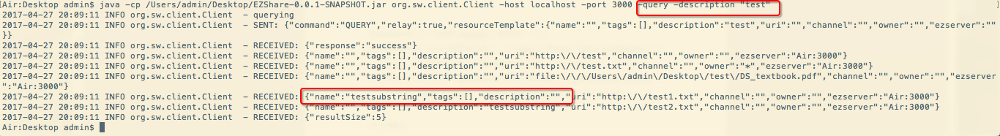 [Air:Desktop admin$ java -cp /Users/admin/Desktop/EZShare-0.0.1-SNAPSHOT.jar org.sw.client.Client -host localhost -port 3000 -query -description "test" ]
2017-04-27 20:09:11 INFO org.sw.client.Client - querying
2017-04-27 20:09:11 INFO org.sw.client.Client - SENT: {"command":"QUERY","relay":true,"resourceTemplate":{"name":"","tags":[],"description":"test","uri":"","channel":"","owner":"","ezserver":""
}}
2017-04-27 20:09:11 INFO org.sw.client.Client - RECEIVED: {"response":"success"}
2017-04-27 20:09:11 INFO org.sw.client.Client - RECEIVED: {"name":"","tags":[],"description":"","uri":"http:\/\/test","channel":"","owner":"","ezserver":"Air:3000"}
2017-04-27 20:09:11 INFO org.sw.client.Client - RECEIVED: {"name":"","tags":[],"description":"","uri":"http:\/\/test.txt","channel":"","owner":"*","ezserver":"Air:3000"}
2017-04-27 20:09:11 INFO org.sw.client.Client - RECEIVED: {"name":"","tags":[],"description":"","uri":"file:\/\/\/Users\/admin\/Desktop\/test\/DS_textbook.pdf","channel":"","owner":"","ezserver
":"Air:3000"}
2017-04-27 20:09:11 INFO org.sw.client.Client - RECEIVED: {"name":"testsubstring","tags":[],"description":"","uri":"http:\/\/test1.txt","channel":"","owner":"","ezserver":"Air:3000"}
2017-04-27 20:09:11 INFO org.sw.client.Client - RECEIVED: {"name":"","tags":[],"description":"testsubstring","uri":"http:\/\/test2.txt","channel":"","owner":"","ezserver":"Air:3000"}
2017-04-27 20:09:11 INFO org.sw.client.Client - RECEIVED: {"resultSize":5}
Air:Desktop admin$